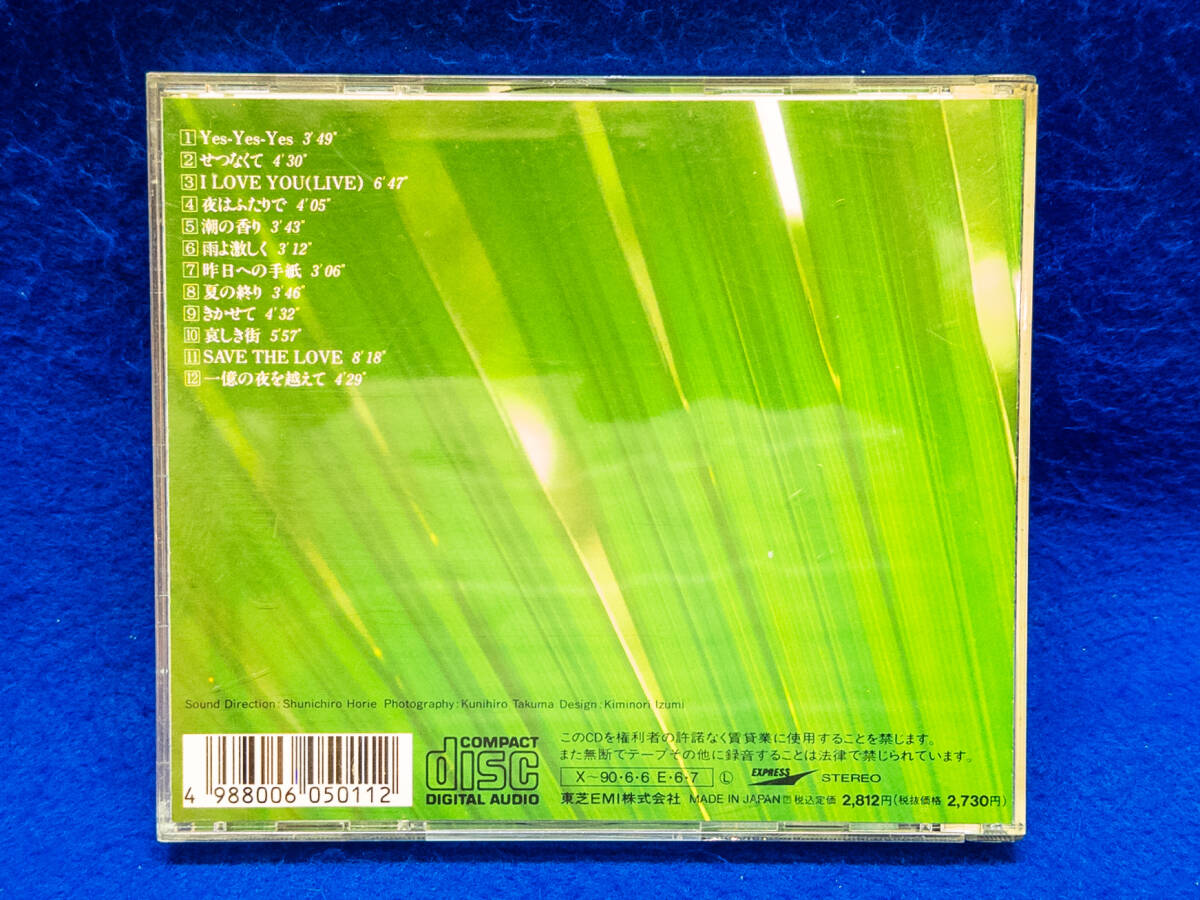 1 Yes-Yes-Yes 3'49"
2 せつなくて 4'30"
3 I LOVE YOU(LIVE) 6'47"
4 夜はふたりで 4'05"
5 潮の香り 3'43"
6 雨よ激しく 3'12"
7 昨日への手紙 3'06"
8 夏の終り 3'46"
9 きかせて 4'32"
10 哀しき街 5'57"
11 SAVE THE LOVE 8'18"
12 一億の夜を越えて 4'29"
Sound Direction:Shunichiro Horie Photography:Kunihiro Takuma Design:Kiminori Izumi
4 988006 050112
COMPACT
disc
DIGITAL AUDIO
このCDを権利者の許諾なく賃貸業に使用することを禁じます。
また無断でテープその他に録音することは法律で禁じられています。
X〜90・6・6 E・6・7 Ⓛ EXPRESS STEREO
東芝EMI株式会社 MADE IN JAPAN 税込定価 2,812円(税抜価格 2,730円)